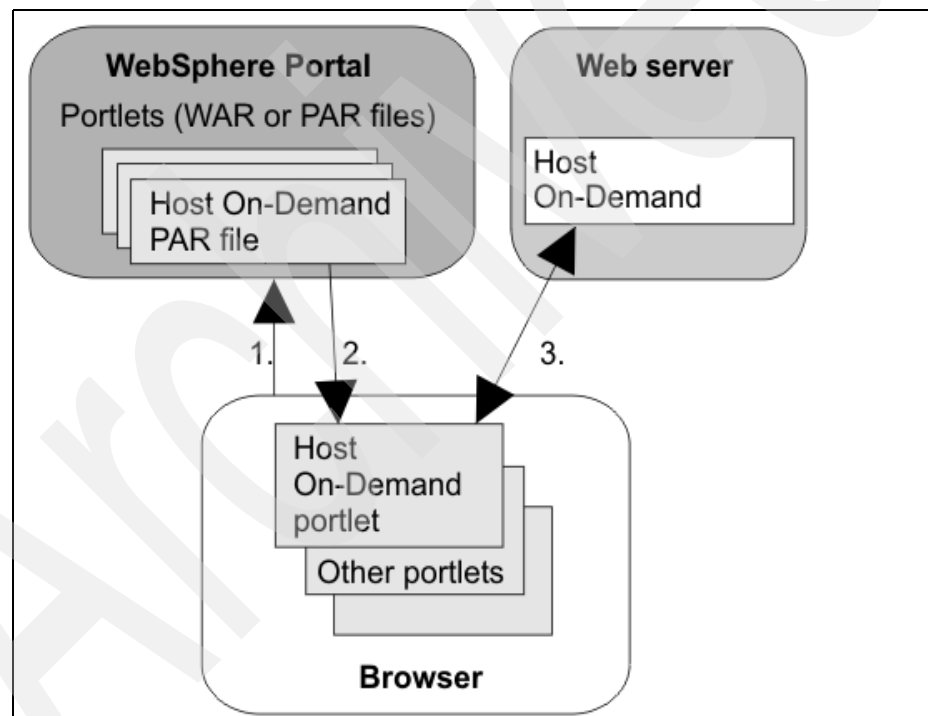 WebSphere Portal
Portlets (WAR or PAR files)
Host On-Demand
PAR file
Web server
Host
On-Demand
1.
2.
3.
Host
On-Demand
portlet
Other portlets
Browser